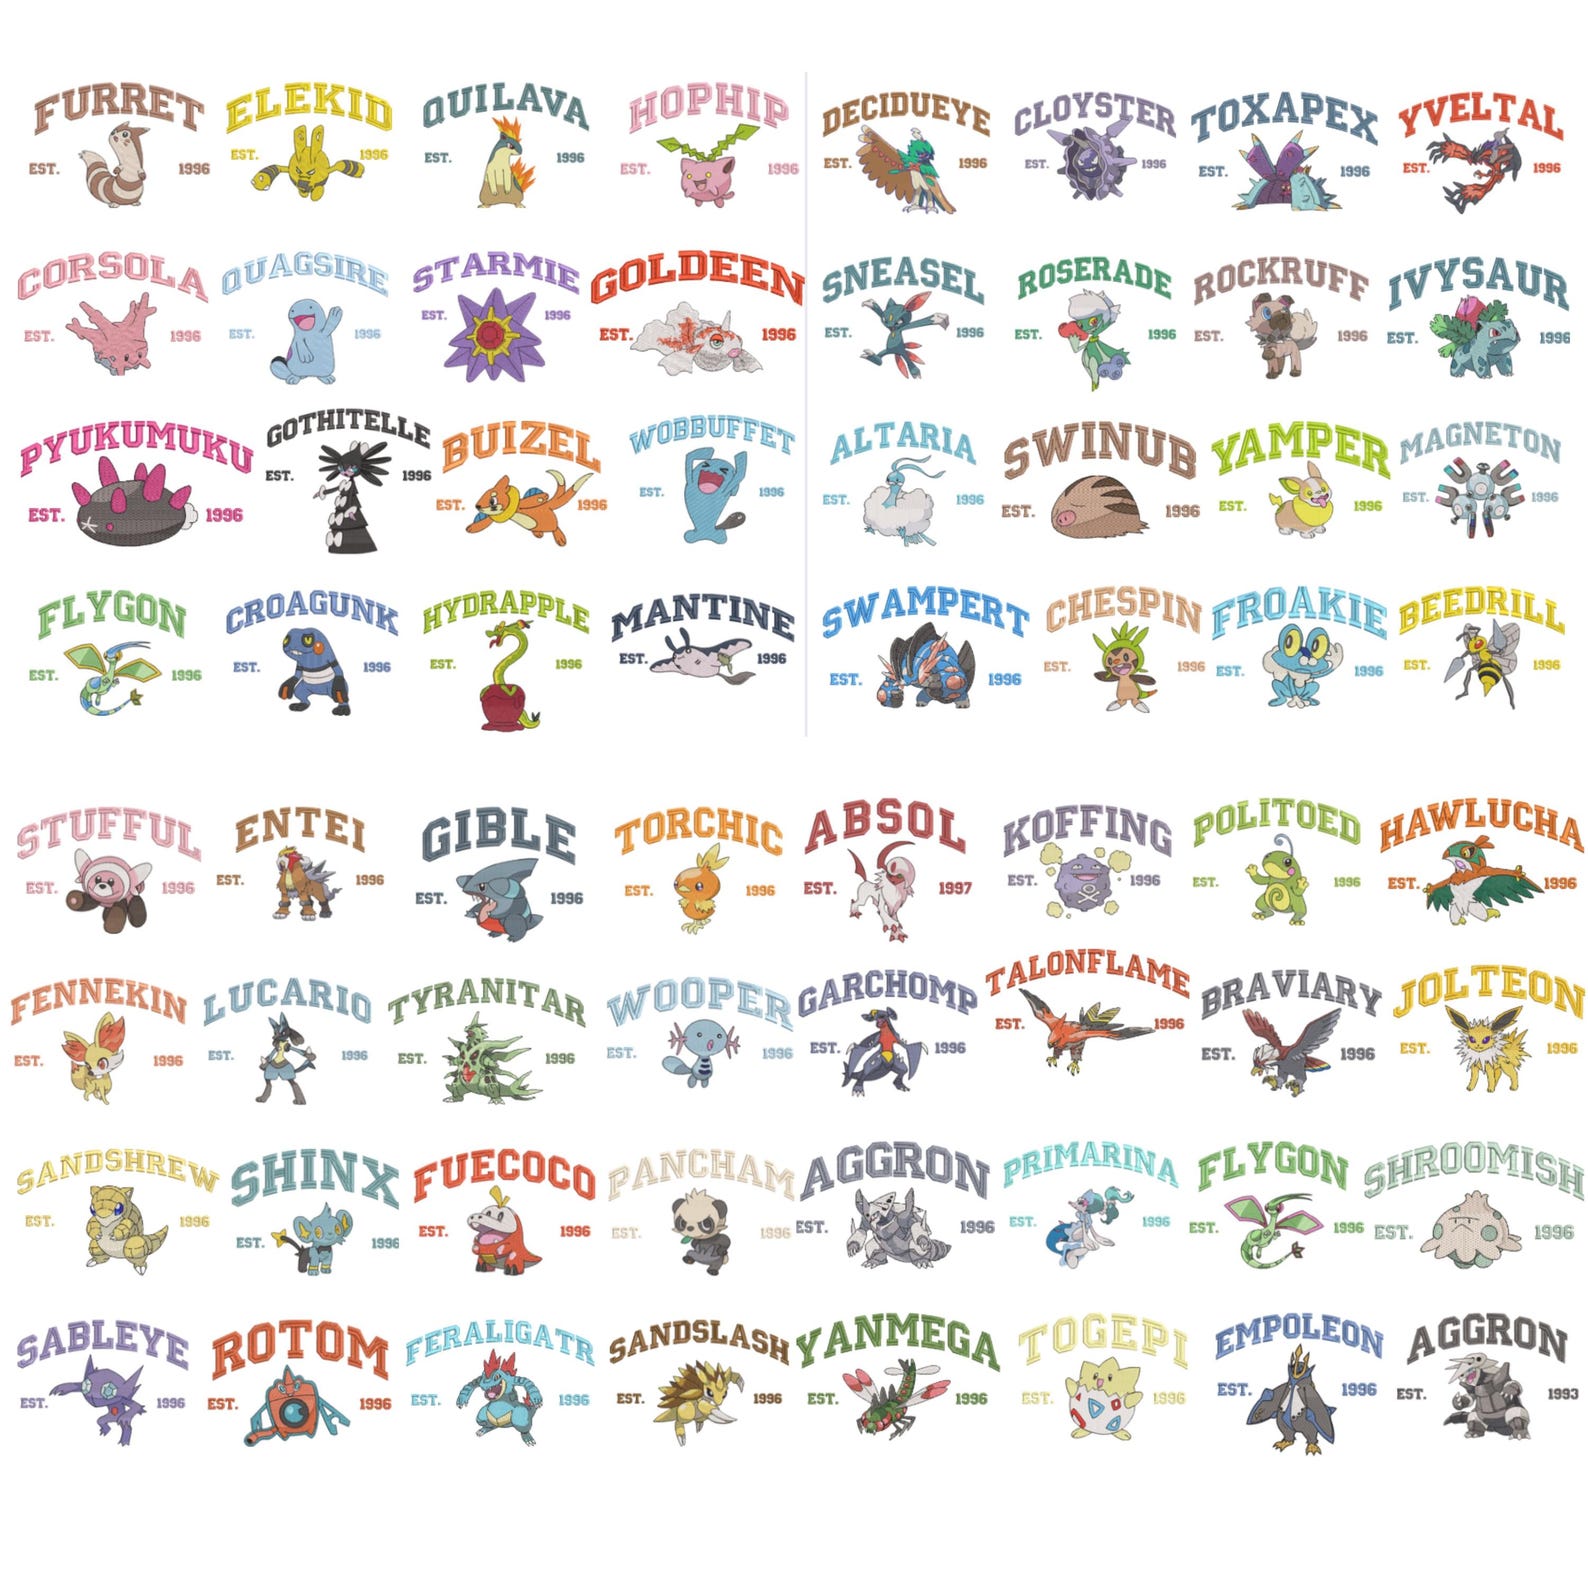 FURRET
EST. 1996
ELEKID
EST. 1996
QUILAVA
EST. 1996
HOPHIP
EST. 1996
DECIDUEYE
EST. 1996
CLOYSTER
EST. 1996
TOXAPEX
EST. 1996
YVELTAL
EST. 1996
CORSOLA
EST. 1996
QUAGSIRE
EST. 1996
STARMIE
EST. 1996
GOLDEEN
EST. 1996
SNEASEL
EST. 1996
ROSERADE
EST. 1996
ROCKRUFF
EST. 1996
IVYSAUR
EST. 1996
PYUKUMUKU
EST. 1996
GOTHITELLE
EST. 1996
BUIZEL
EST. 1996
WOBBUFFET
EST. 1996
ALTARIA
EST. 1996
SWINUB
EST. 1996
YAMPER
EST. 1996
MAGNETON
EST. 1996
FLYGON
EST. 1996
CROAGUNK
EST. 1996
HYDRAPPLE
EST. 1996
MANTINE
EST. 1996
SWAMPERT
EST. 1996
CHESPIN
EST. 1996
FROAKIE
EST. 1996
BEEDRILL
EST. 1996
STUFFUL
EST. 1996
ENTEI
EST. 1996
GIBLE
EST. 1996
TORCHIC
EST. 1996
ABSOL
EST. 1997
KOFFING
EST. 1996
POLITOED
EST. 1996
HAWLUCHA
EST. 1996
FENNEKIN
EST. 1996
LUCARIO
EST. 1996
TYRANITAR
EST. 1996
WOOPER
EST. 1996
GARCHOMP
EST. 1996
TALONFLAME
EST. 1996
BRAVIARY
EST. 1996
JOLTEON
EST. 1996
SANDSHREW
EST. 1996
SHINX
EST. 1996
FUECOCO
EST. 1996
PANCHAM
EST. 1996
AGGRON
EST. 1996
PRIMARINA
EST. 1996
FLYGON
EST. 1996
SHROOMISH
EST. 1996
SABLEYE
EST. 1996
ROTOM
EST. 1996
FERALIGATR
EST. 1996
SANDSLASH
EST. 1996
YANMEGA
EST. 1996
TOGEPI
EST. 1996
EMPOLEON
EST. 1996
AGGRON
EST. 1993